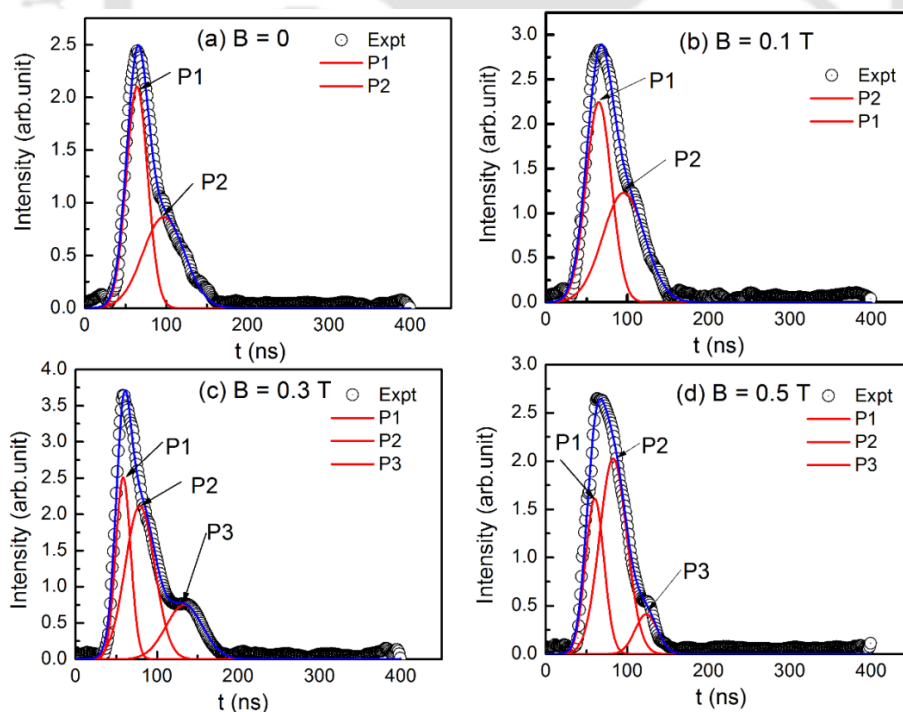 (a) B = 0
Expt
P1
P2
P1
P2
Intensity (arb.unit)
2.5
2.0
1.5
1.0
0.5
0.0
0 100 200 300 400
t (ns)
(b) B = 0.1 T
Expt
P2
P1
P1
P2
Intensity (arb.unit)
3.0
2.5
2.0
1.5
1.0
0.5
0.0
0 100 200 300 400
t (ns)
(c) B = 0.3 T
Expt
P1
P2
P3
P1
P2
P3
Intensity (arb.unit)
4.0
3.5
3.0
2.5
2.0
1.5
1.0
0.5
0.0
0 100 200 300 400
t (ns)
(d) B = 0.5 T
Expt
P1
P2
P3
P1
P2
P3
Intensity (arb.unit)
3.0
2.5
2.0
1.5
1.0
0.5
0.0
0 100 200 300 400
t (ns)